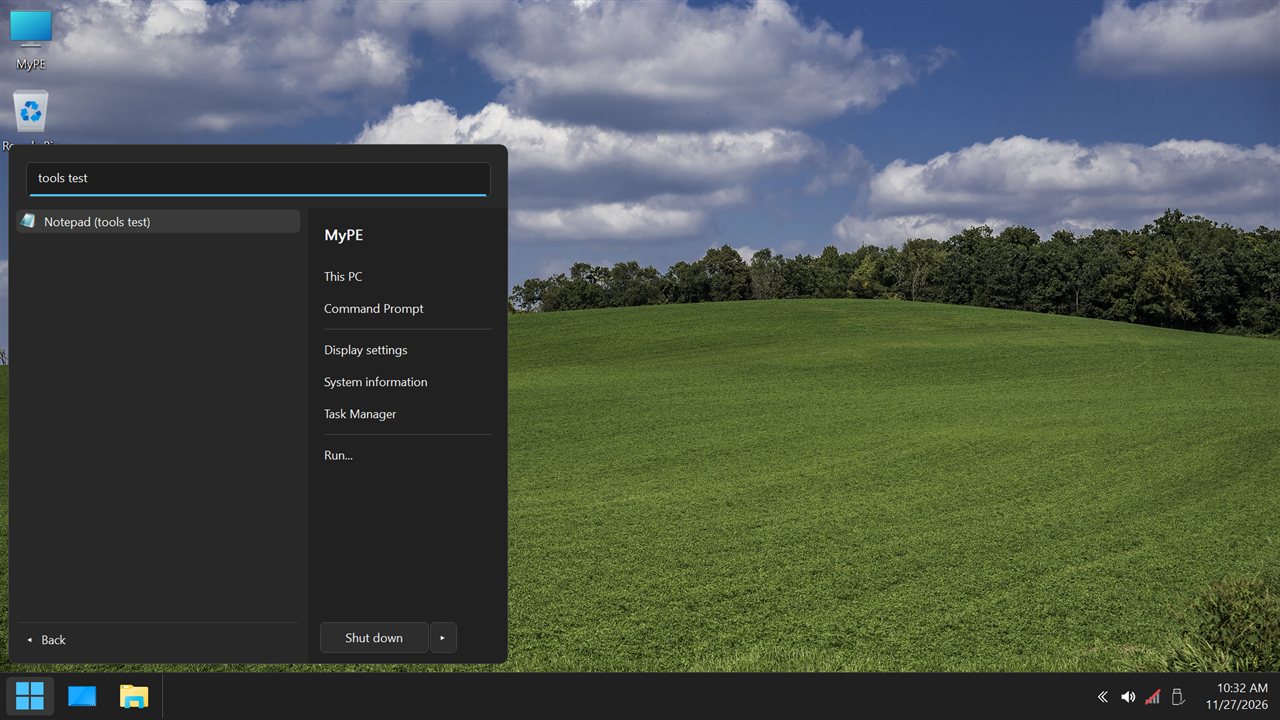 MyPE
tools test
Notepad (tools test)
MyPE
This PC
Command Prompt
Display settings
System information
Task Manager
Run...
Back
Shut down
10:32 AM
11/27/2026